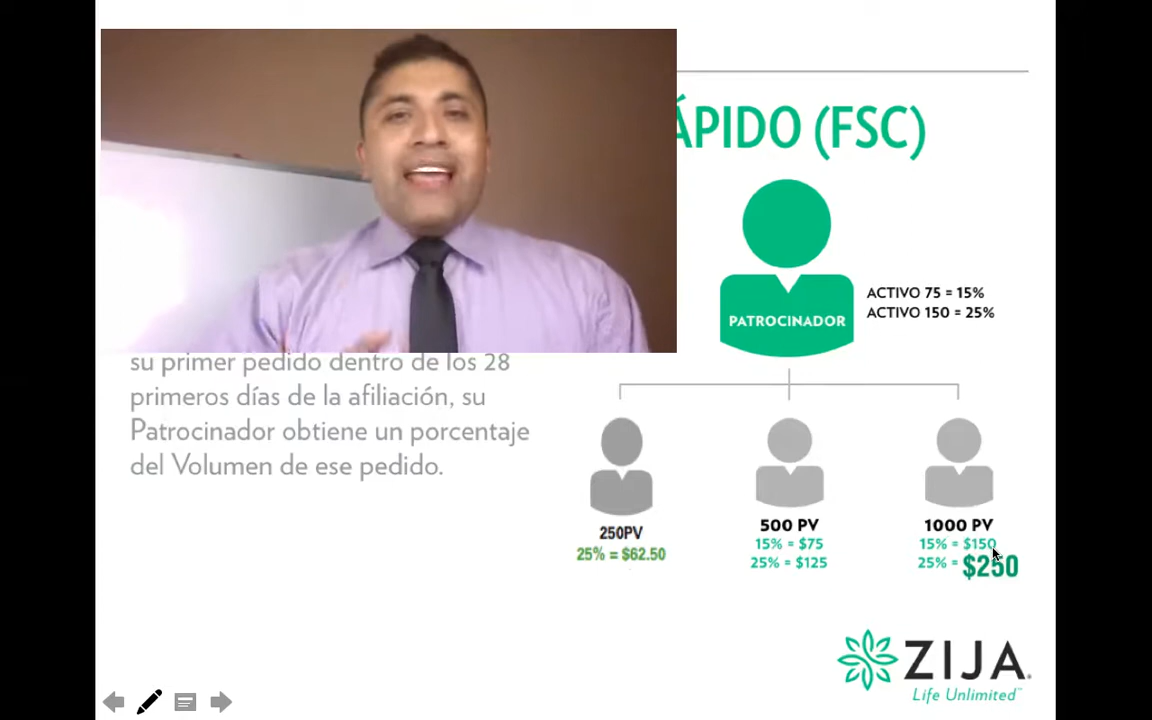 ÁPIDO (FSC)
PATROCINADOR
ACTIVO 75 = 15%
ACTIVO 150 = 25%
su primer pedido dentro de los 28
primeros días de la afiliación, su
Patrocinador obtiene un porcentaje
del Volumen de ese pedido.
250PV
25% = $62.50
500 PV
15% = $75
25% = $125
1000 PV
15% = $150
25% = $250
ZIJA
Life Unlimited™